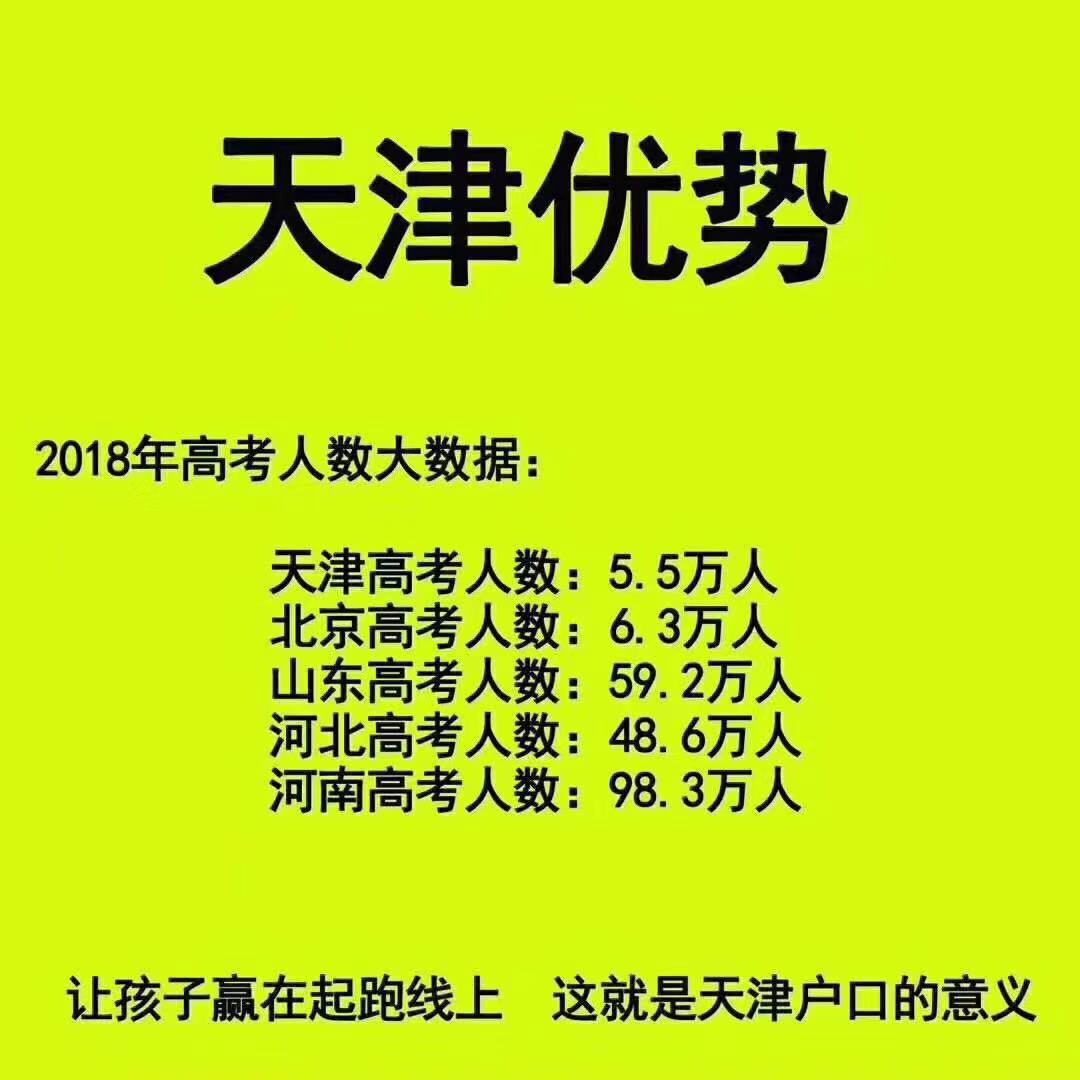 天津优势
2018年高考人数大数据：
天津高考人数：5.5万人
北京高考人数：6.3万人
山东高考人数：59.2万人
河北高考人数：48.6万人
河南高考人数：98.3万人
让孩子赢在起跑线上 这就是天津户口的意义